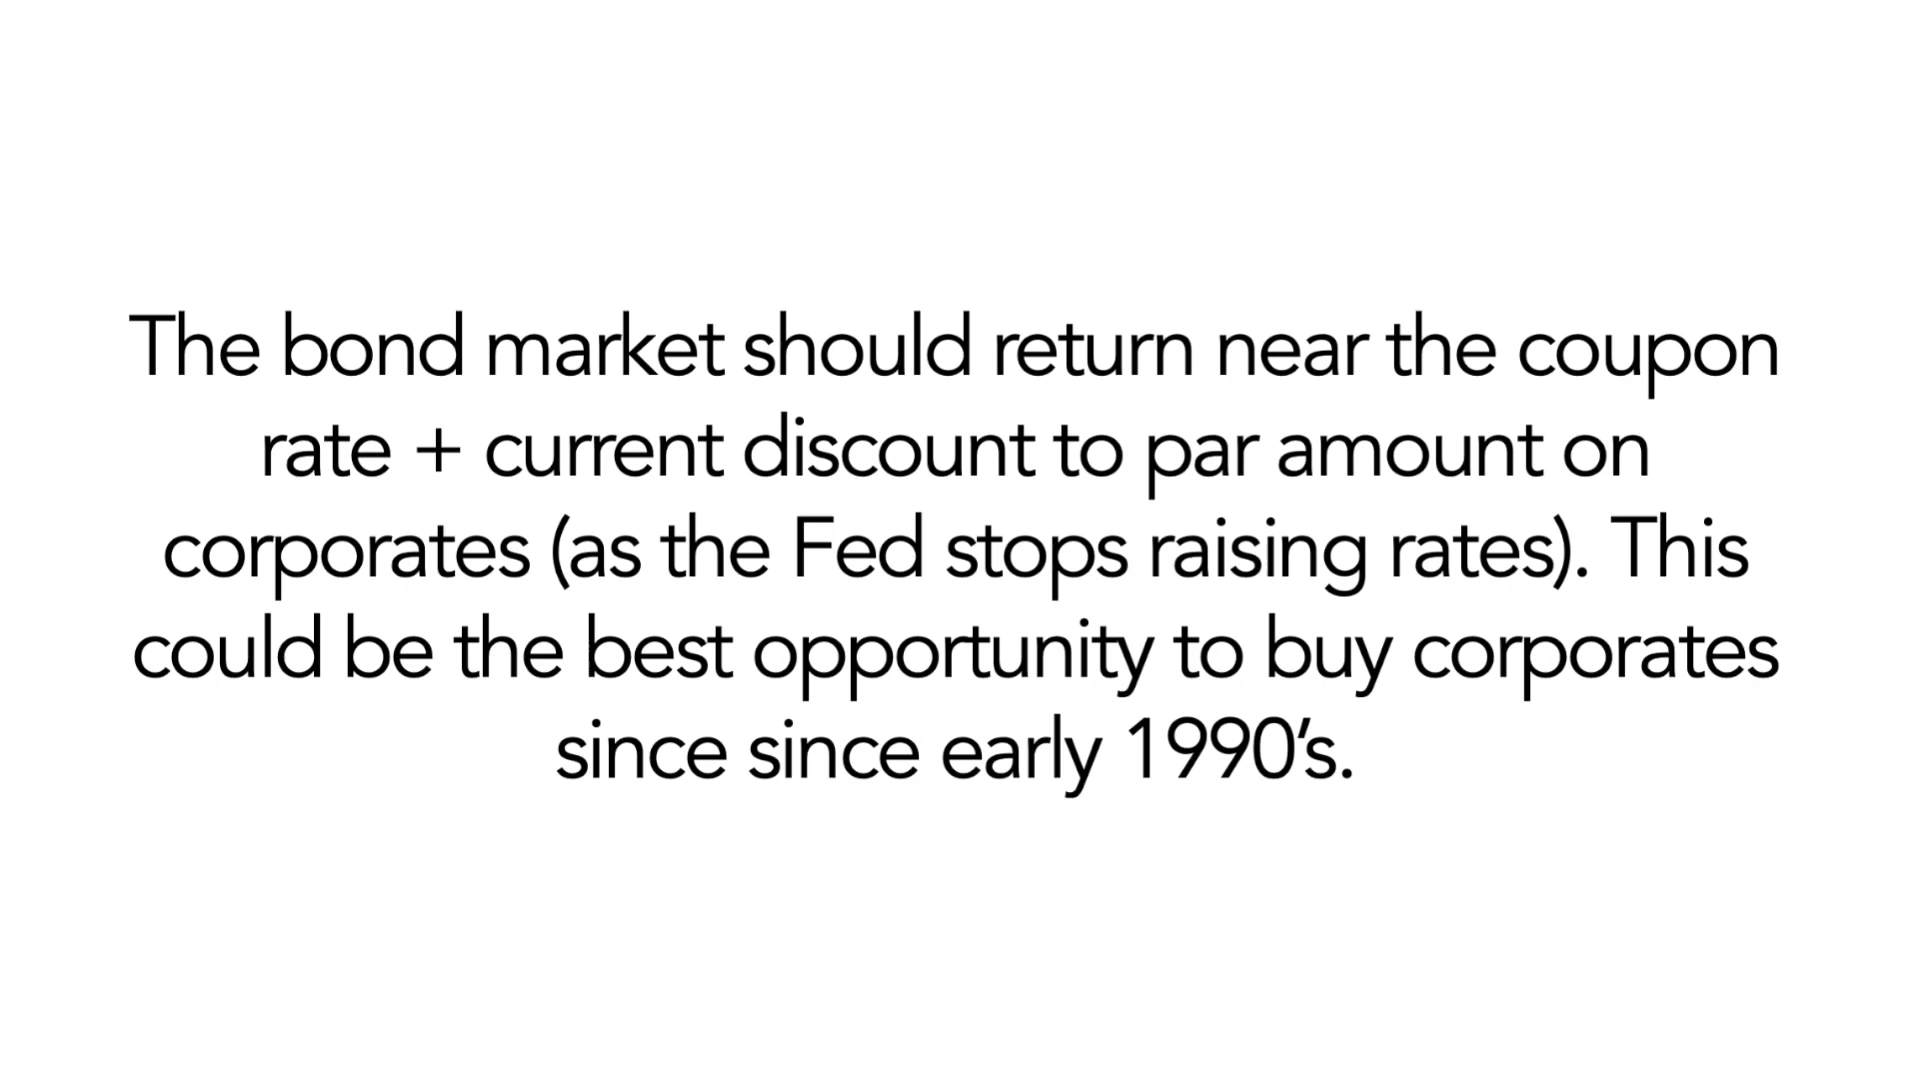 The bond market should return near the coupon
rate + current discount to par amount on
corporates (as the Fed stops raising rates). This
could be the best opportunity to buy corporates
since since early 1990’s.